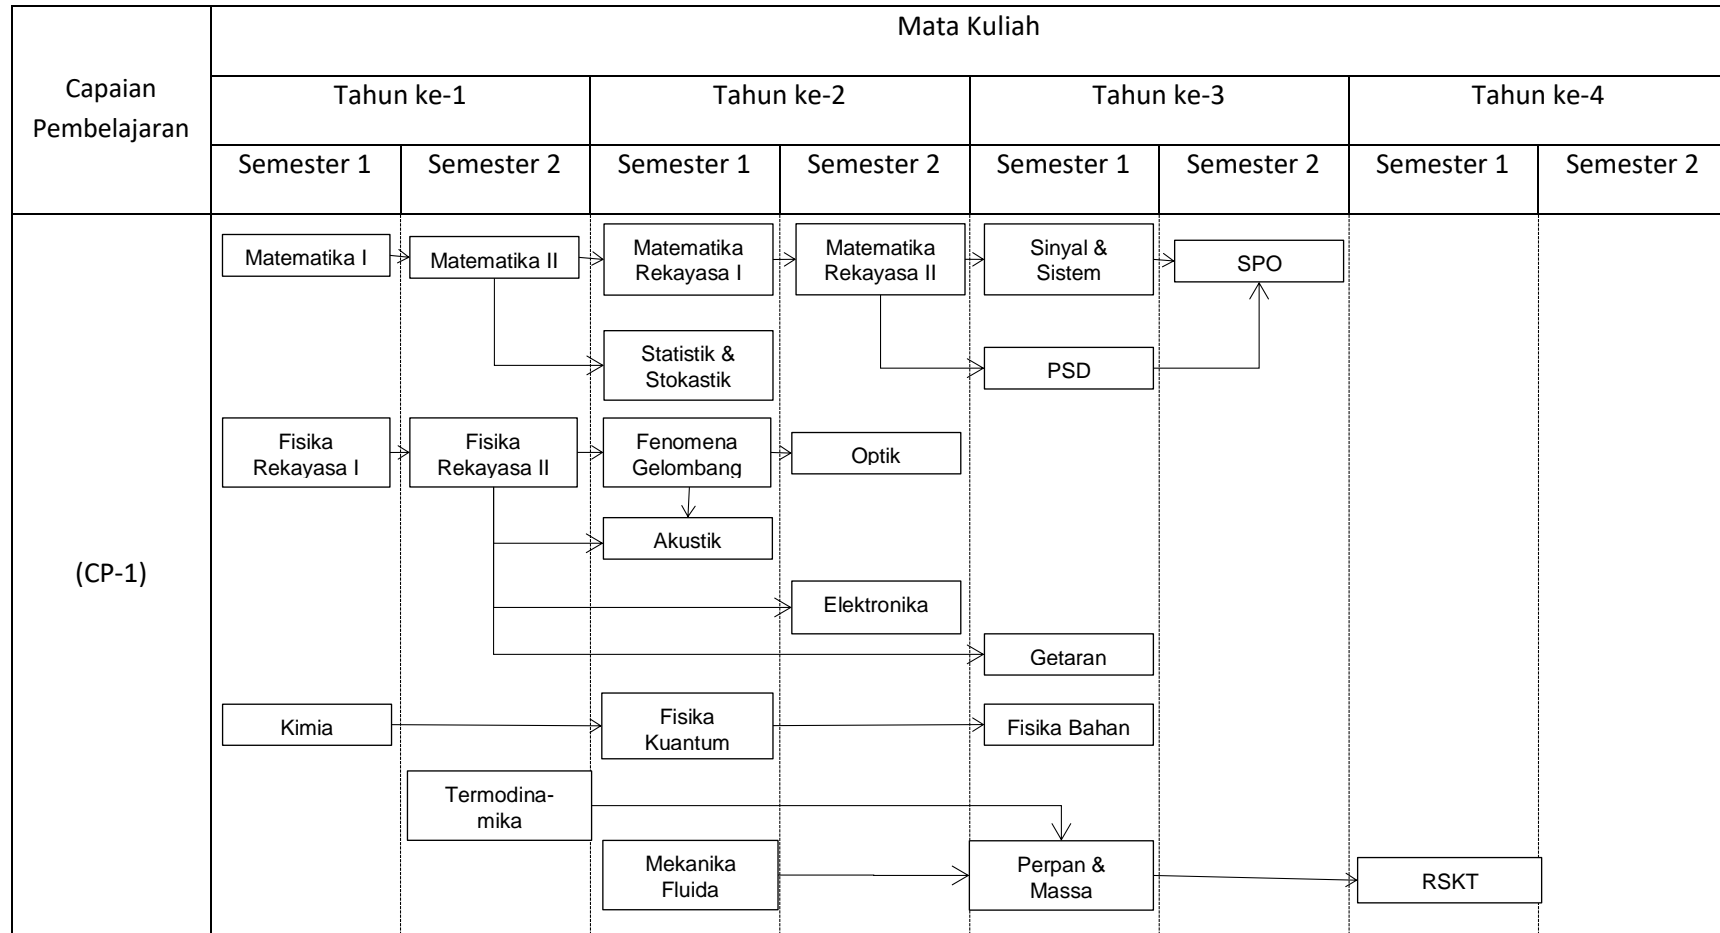 Mata Kuliah
Capaian
Pembelajaran
Tahun ke-1
Tahun ke-2
Tahun ke-3
Tahun ke-4
Semester 1
Semester 2
Semester 1
Semester 2
Semester 1
Semester 2
Semester 1
Semester 2
(CP-1)
Matematika I
Matematika II
Matematika
Rekayasa I
Matematika
Rekayasa II
Sinyal &
Sistem
SPO
Statistik &
Stokastik
PSD
Fisika
Rekayasa I
Fisika
Rekayasa II
Fenomena
Gelombang
Optik
Akustik
Elektronika
Getaran
Kimia
Fisika
Kuantum
Fisika Bahan
Termodina-
mika
Mekanika
Fluida
Perpan &
Massa
RSKT